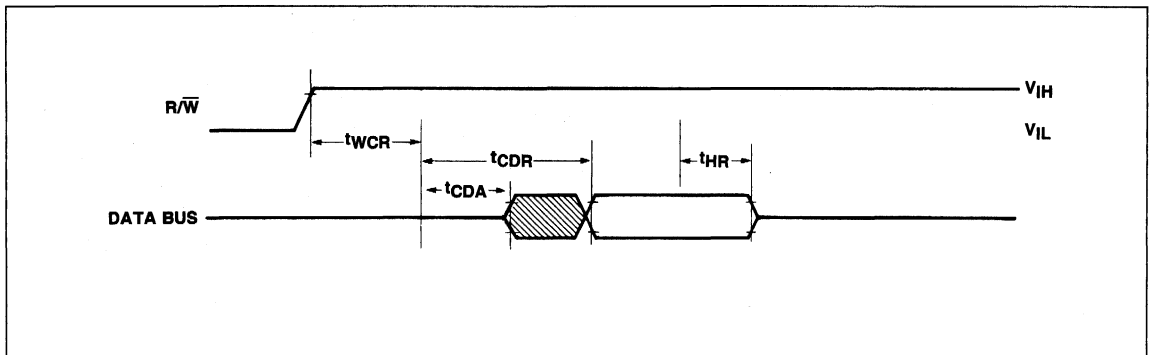 R/W̅
VIH
VIL
tWCR
tCDR
tHR
tCDA
DATA BUS